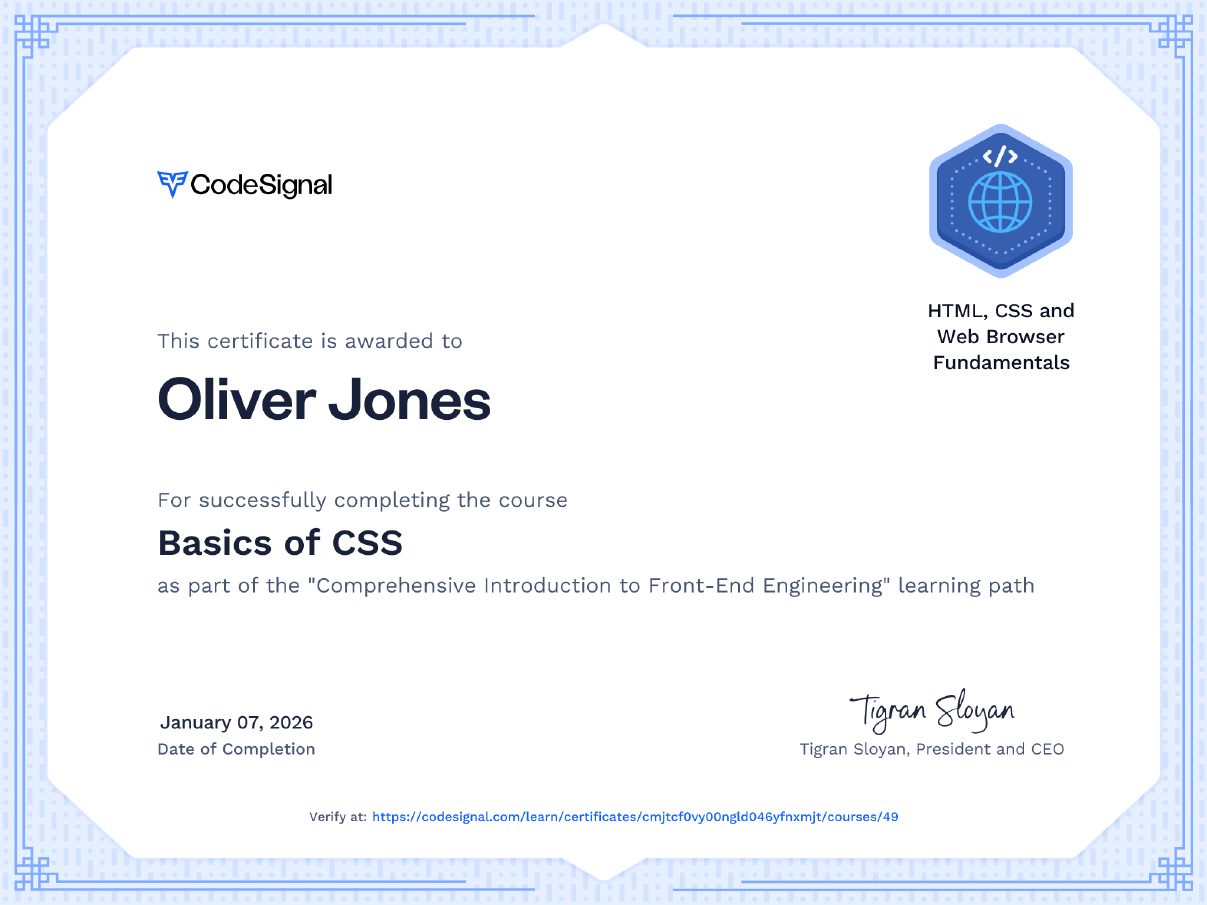 CodeSignal
</>
HTML, CSS and
Web Browser
Fundamentals
This certificate is awarded to
Oliver Jones
For successfully completing the course
Basics of CSS
as part of the "Comprehensive Introduction to Front-End Engineering" learning path
January 07, 2026
Date of Completion
Tigran Sloyan
Tigran Sloyan, President and CEO
Verify at: https://codesignal.com/learn/certificates/cmjtcf0vy00ngld046yfnxmjt/courses/49